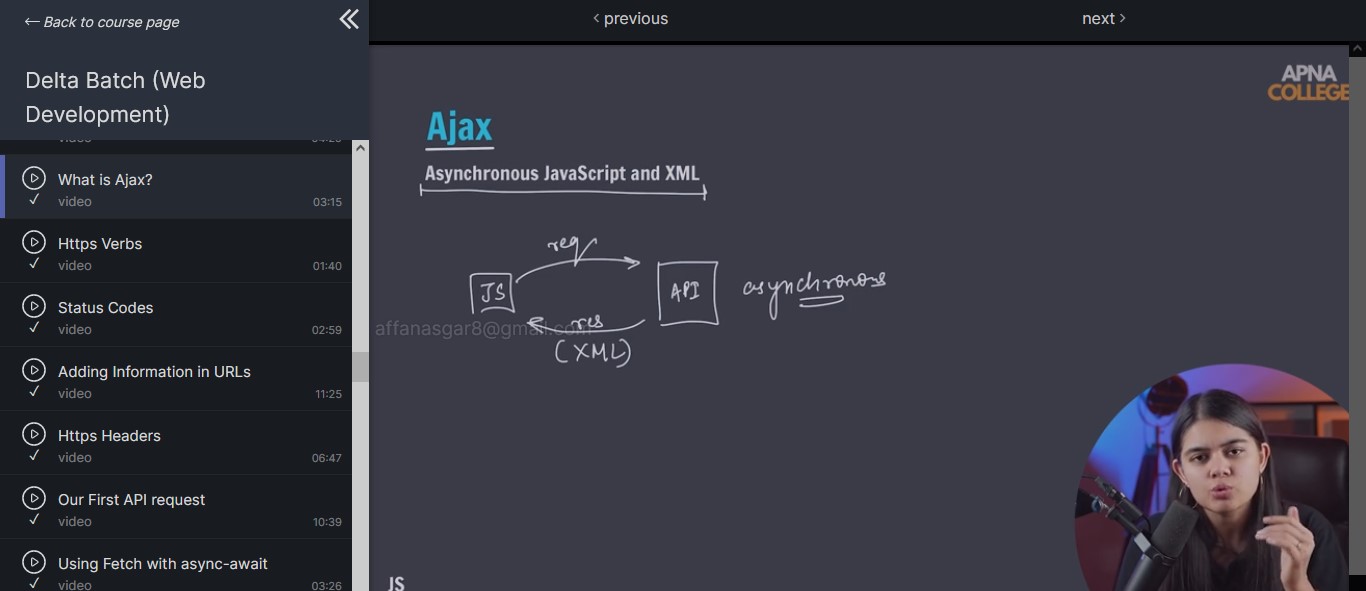 ← Back to course page
previous
next
Delta Batch (Web
Development)
What is Ajax?
video
03:15
Https Verbs
video
01:40
Status Codes
video
02:59
Adding Information in URLs
video
11:25
Https Headers
video
06:47
Our First API request
video
10:39
Using Fetch with async-await
video
03:26
APNA
COLLEGE
Ajax
Asynchronous JavaScript and XML
req
JS
API
asynchronous
res
affanasgar8@gmail.com
(XML)
JS